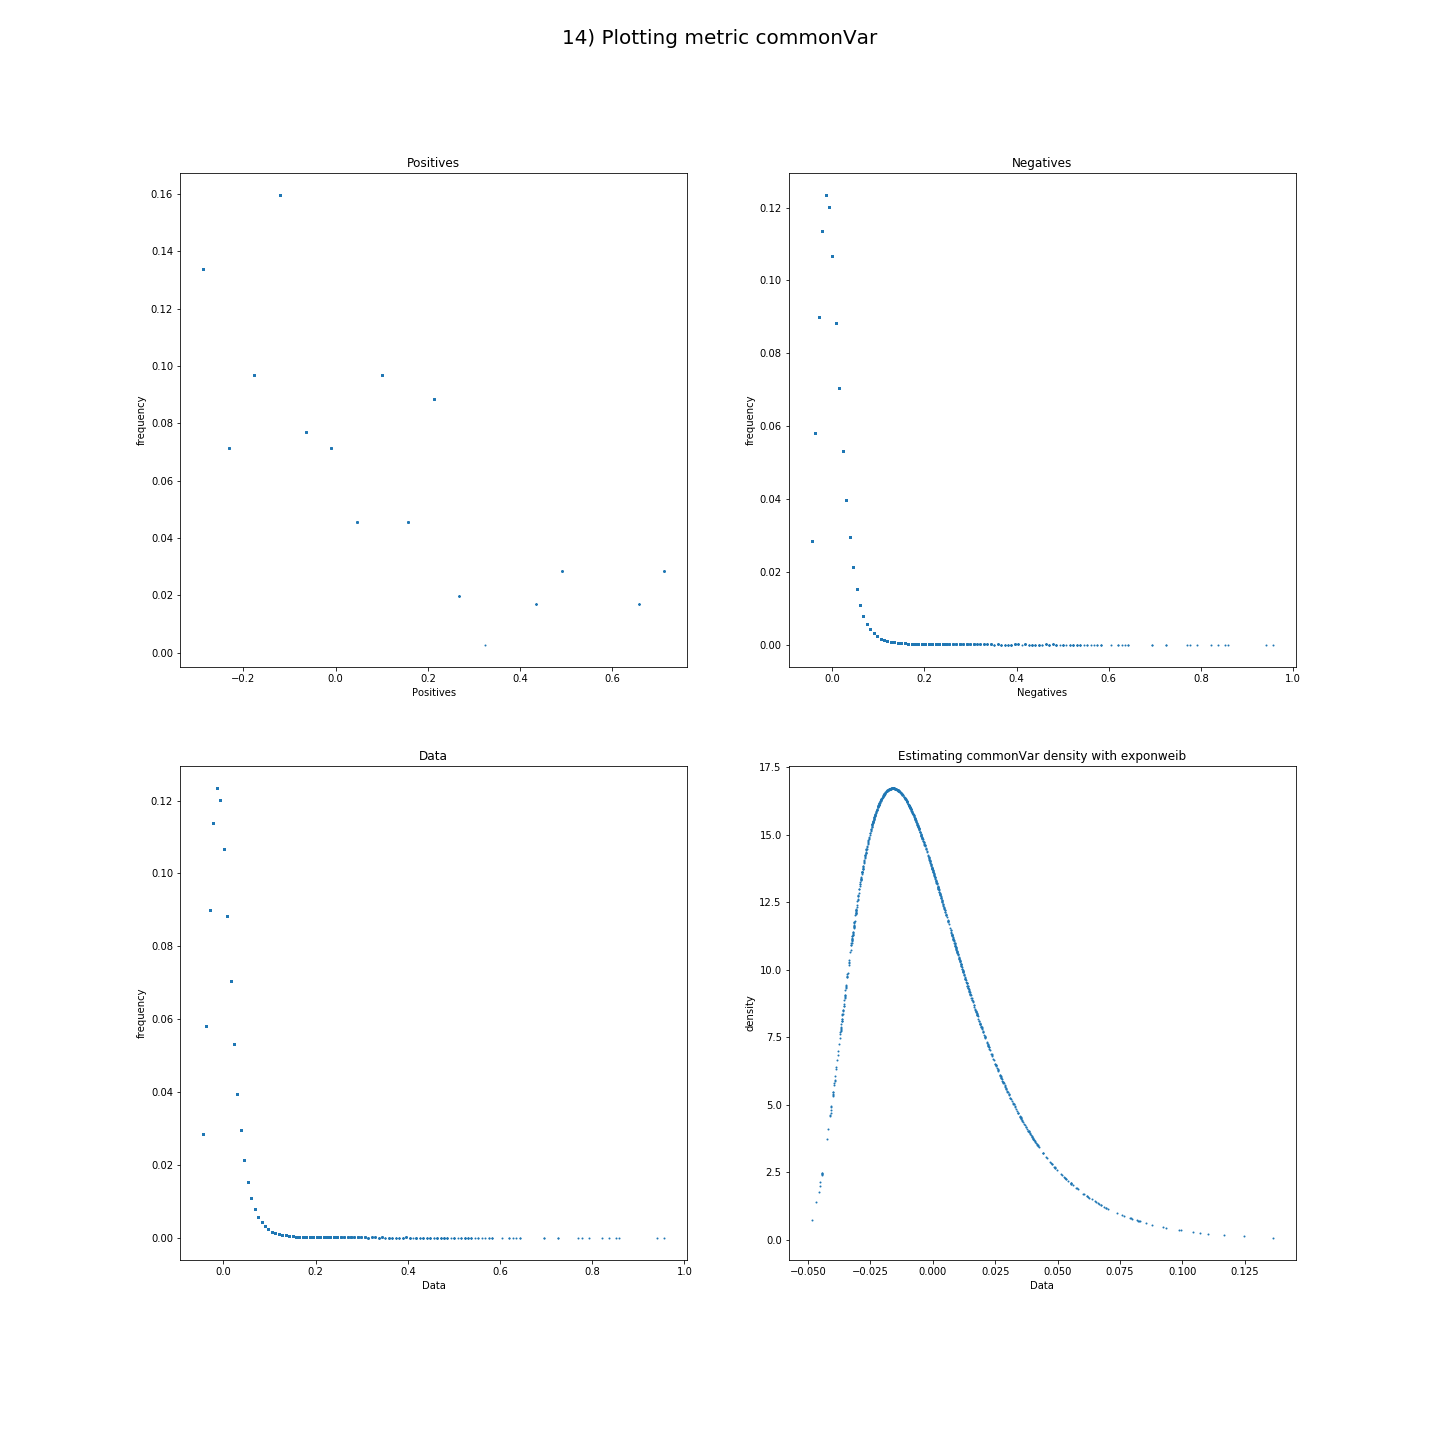 14) Plotting metric commonVar
Positives
0.16
0.14
0.12
0.10
0.08
0.06
0.04
0.02
0.00
frequency
−0.2 0.0 0.2 0.4 0.6
Positives
Negatives
0.12
0.10
0.08
0.06
0.04
0.02
0.00
frequency
0.0 0.2 0.4 0.6 0.8 1.0
Negatives
Data
0.12
0.10
0.08
0.06
0.04
0.02
0.00
frequency
0.0 0.2 0.4 0.6 0.8 1.0
Data
Estimating commonVar density with exponweib
17.5
15.0
12.5
10.0
7.5
5.0
2.5
0.0
density
−0.050 −0.025 0.000 0.025 0.050 0.075 0.100 0.125
Data